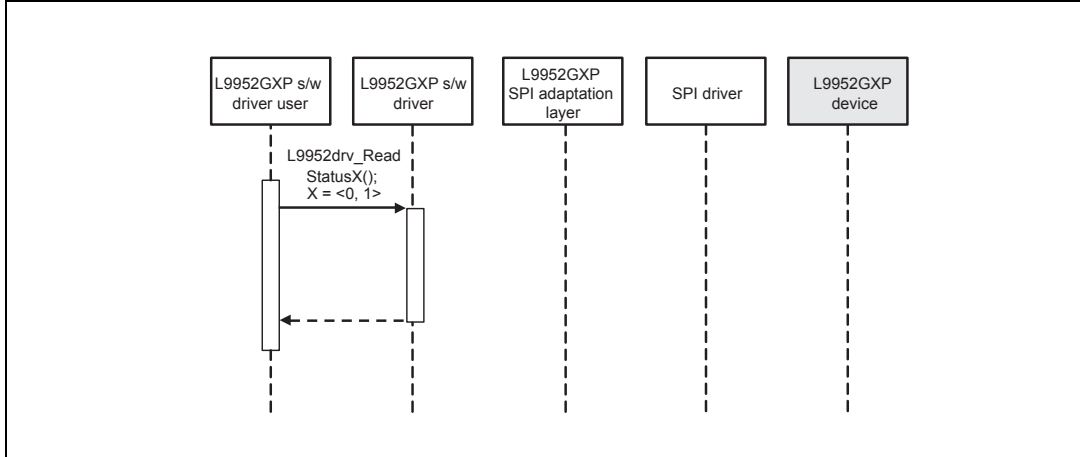 L9952GXP s/w
driver user
L9952GXP s/w
driver
L9952GXP
SPI adaptation
layer
SPI driver
L9952GXP
device
L9952drv_Read
StatusX();
X = <0, 1>